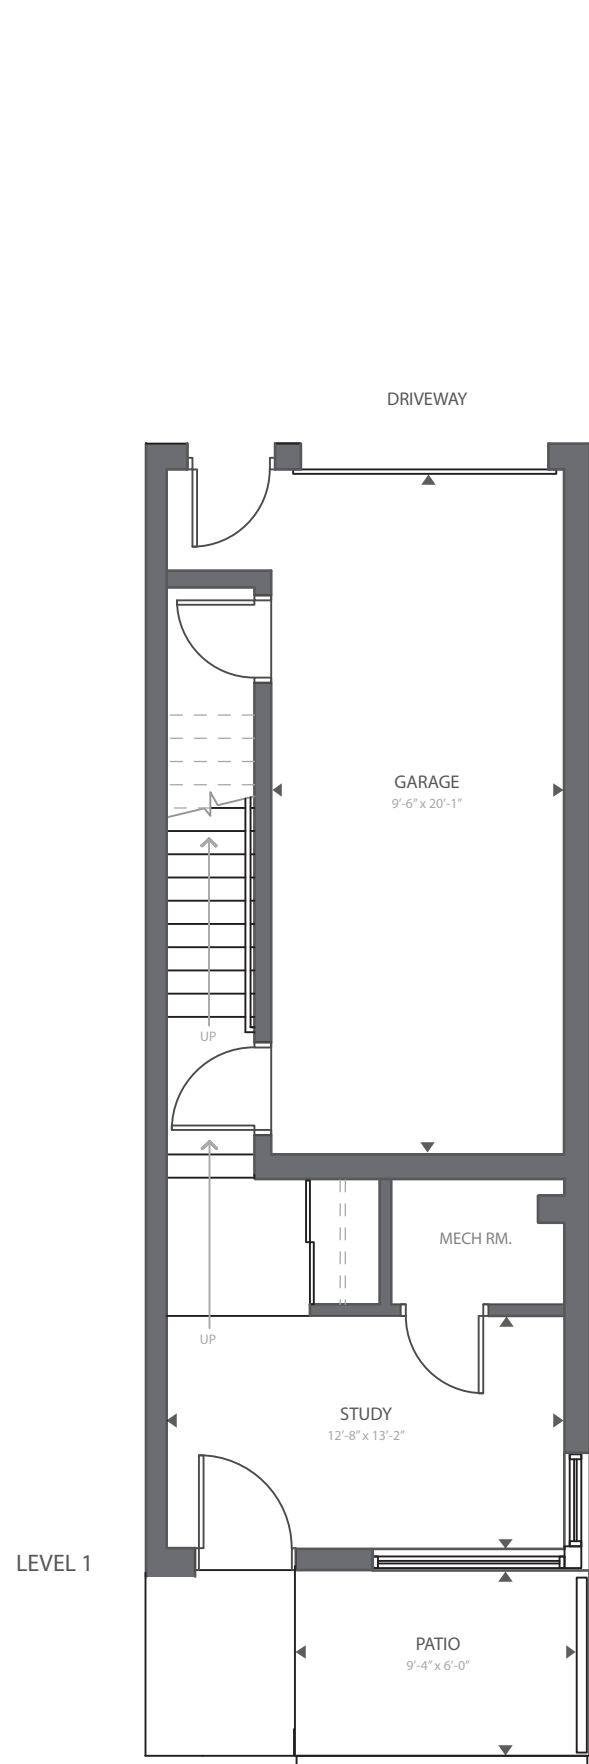 DRIVEWAY
GARAGE
9'-6" x 20'-1"
UP
MECH RM.
UP
STUDY
12'-8" x 13'-2"
LEVEL 1
PATIO
9'-4" x 6'-0"